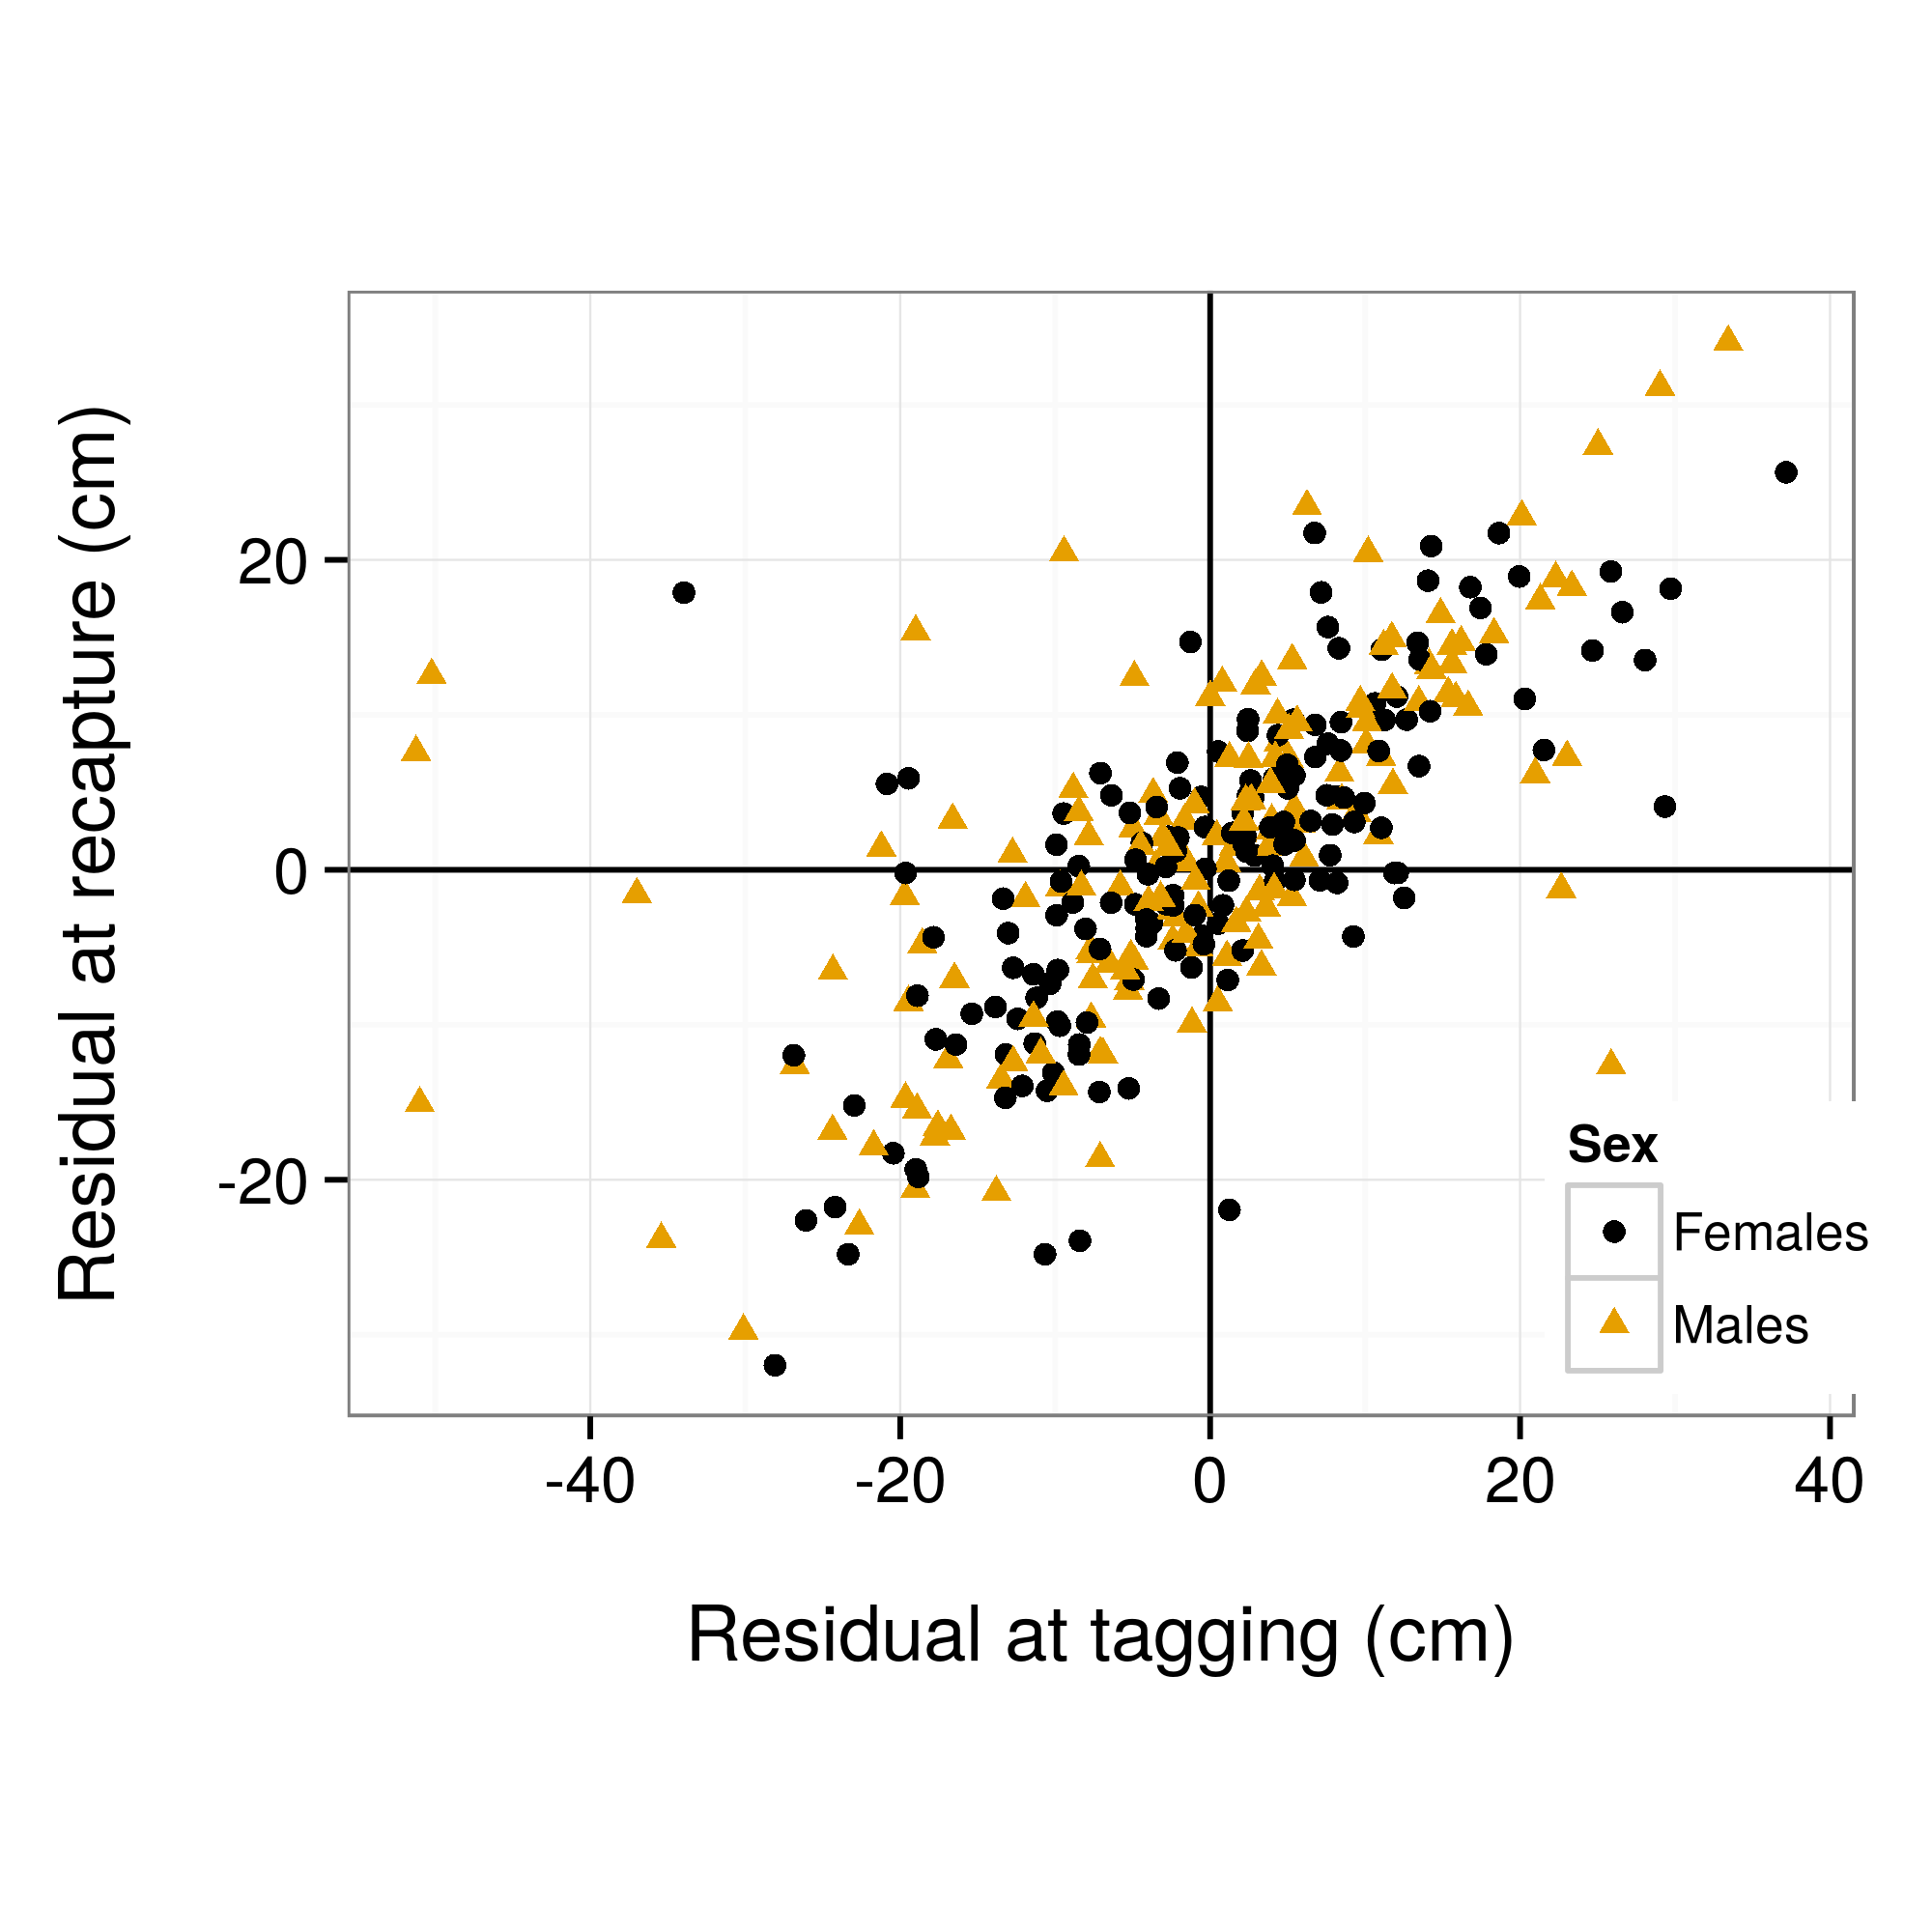 Residual at recapture (cm)
20
0
-20
-40
-20
0
20
40
Residual at tagging (cm)
Sex
Females
Males